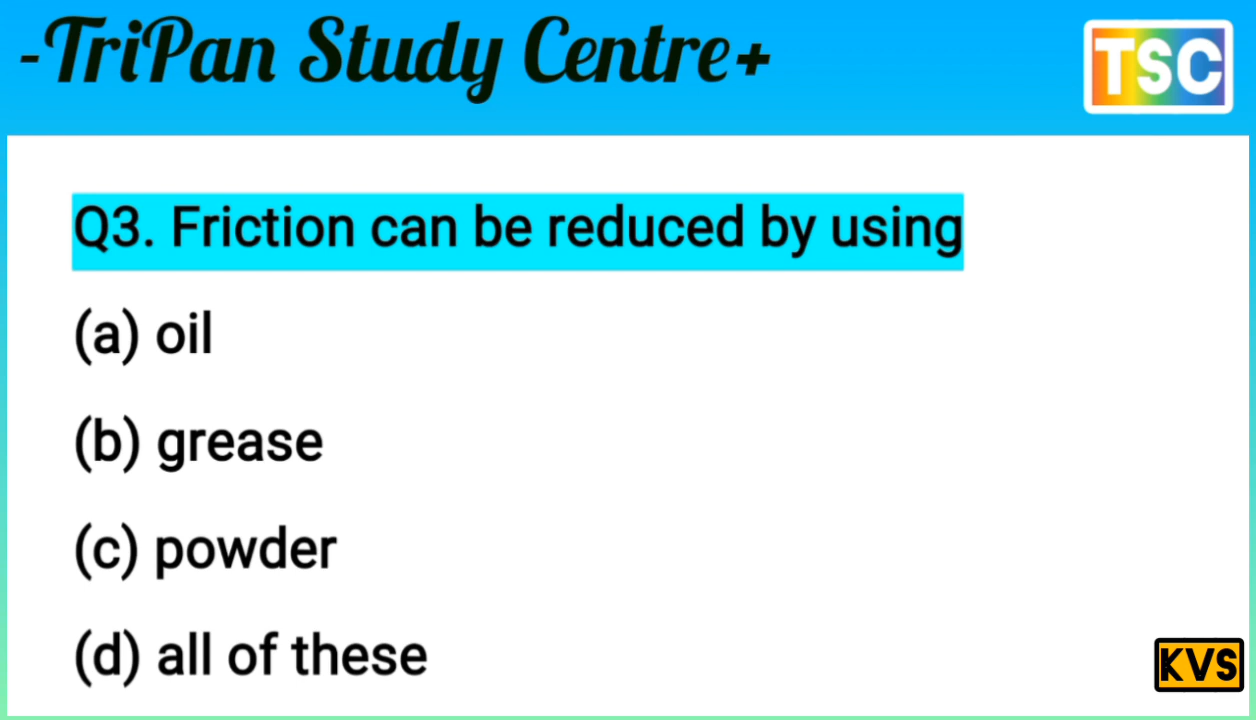 -TriPan Study Centre+
TSC
Q3. Friction can be reduced by using
(a) oil
(b) grease
(c) powder
(d) all of these
KVS